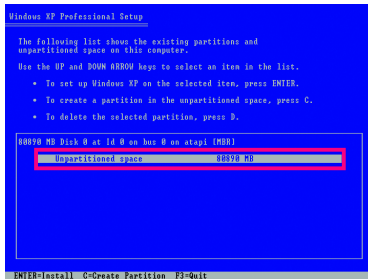 Windows XP Professional Setup
The following list shows the existing partitions and
unpartitioned space on this computer.
Use the UP and DOWN ARROW keys to select an item in the list.
• To set up Windows XP on the selected item, press ENTER.
• To create a partition in the unpartitioned space, press C.
• To delete the selected partition, press D.
80890 MB Disk 0 at Id 0 on bus 0 on atapi [MBR]
Unpartitioned space 80890 MB
ENTER=Install C=Create Partition F3=Quit